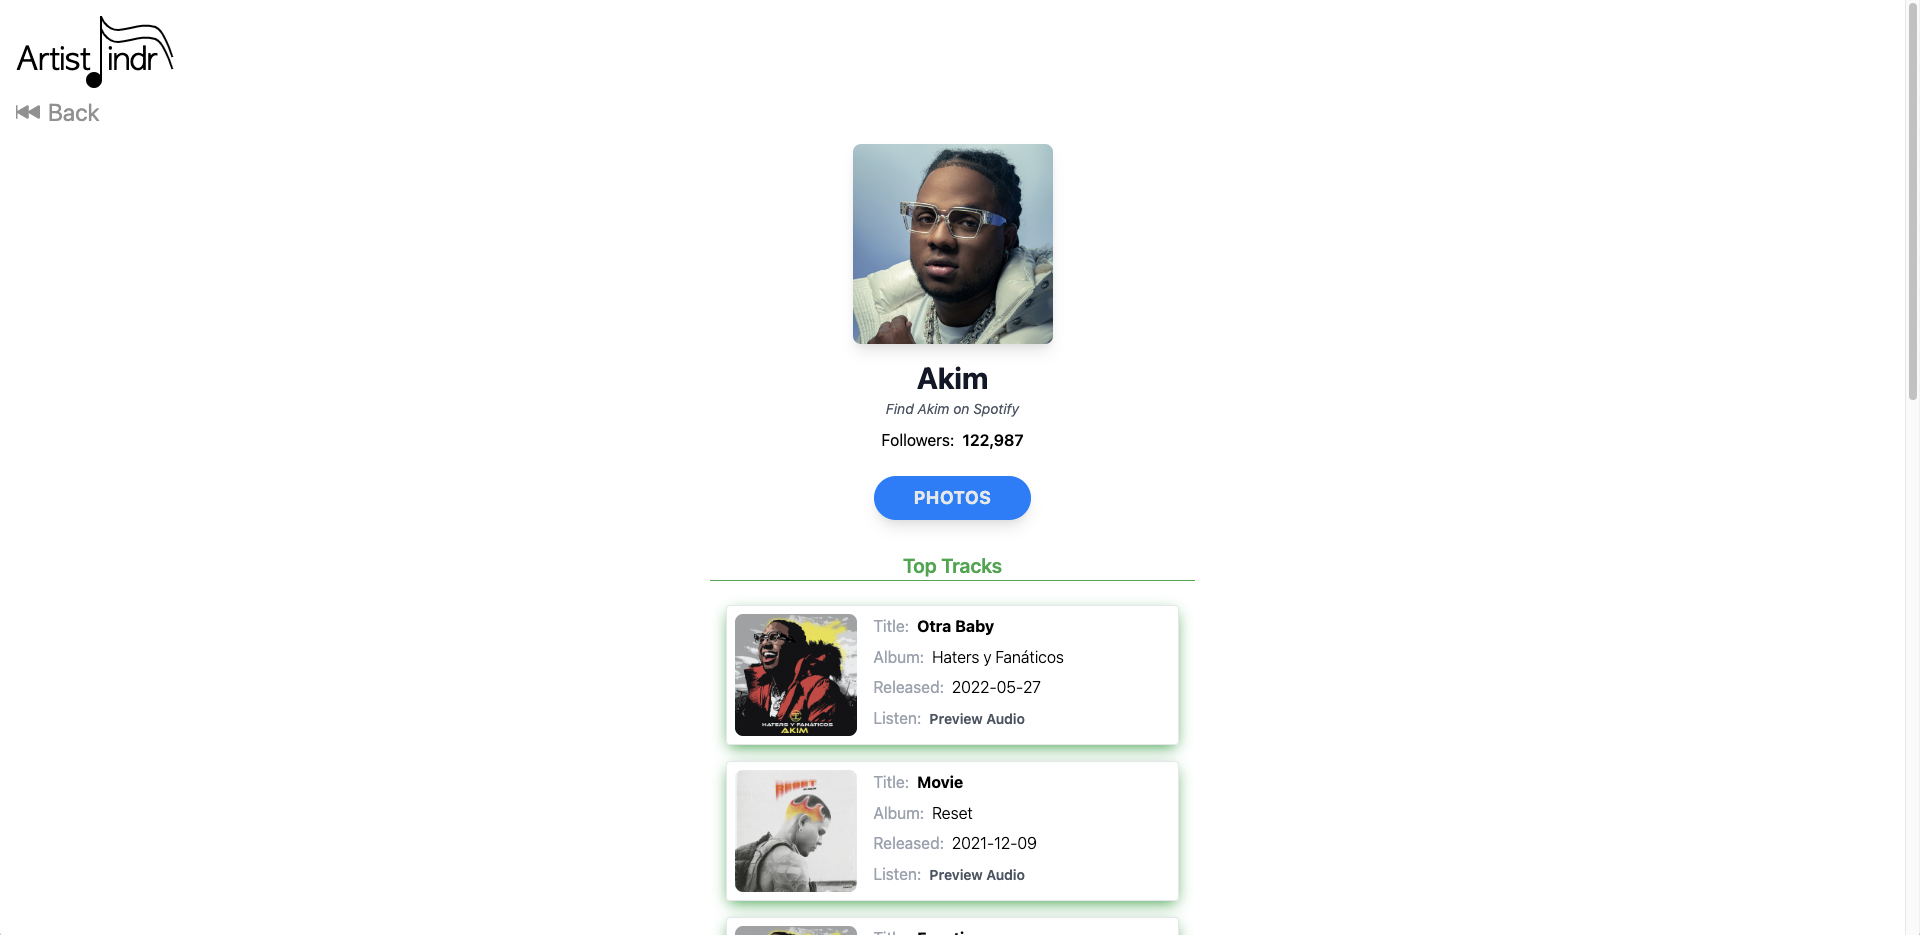 Artist indr
Back
Akim
Find Akim on Spotify
Followers: 122,987
PHOTOS
Top Tracks
HATERS Y FANATICOS
AKIM
Title: Otra Baby
Album: Haters y Fanáticos
Released: 2022-05-27
Listen: Preview Audio
RESET
Title: Movie
Album: Reset
Released: 2021-12-09
Listen: Preview Audio